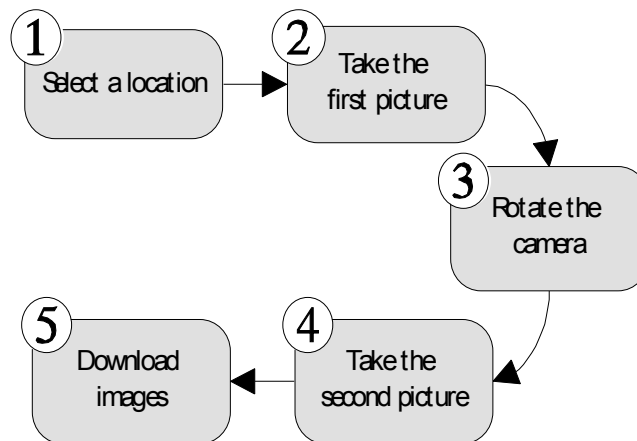 1
Select a location
2
Take the
first picture
3
Rotate the
camera
4
Take the
second picture
5
Download
images